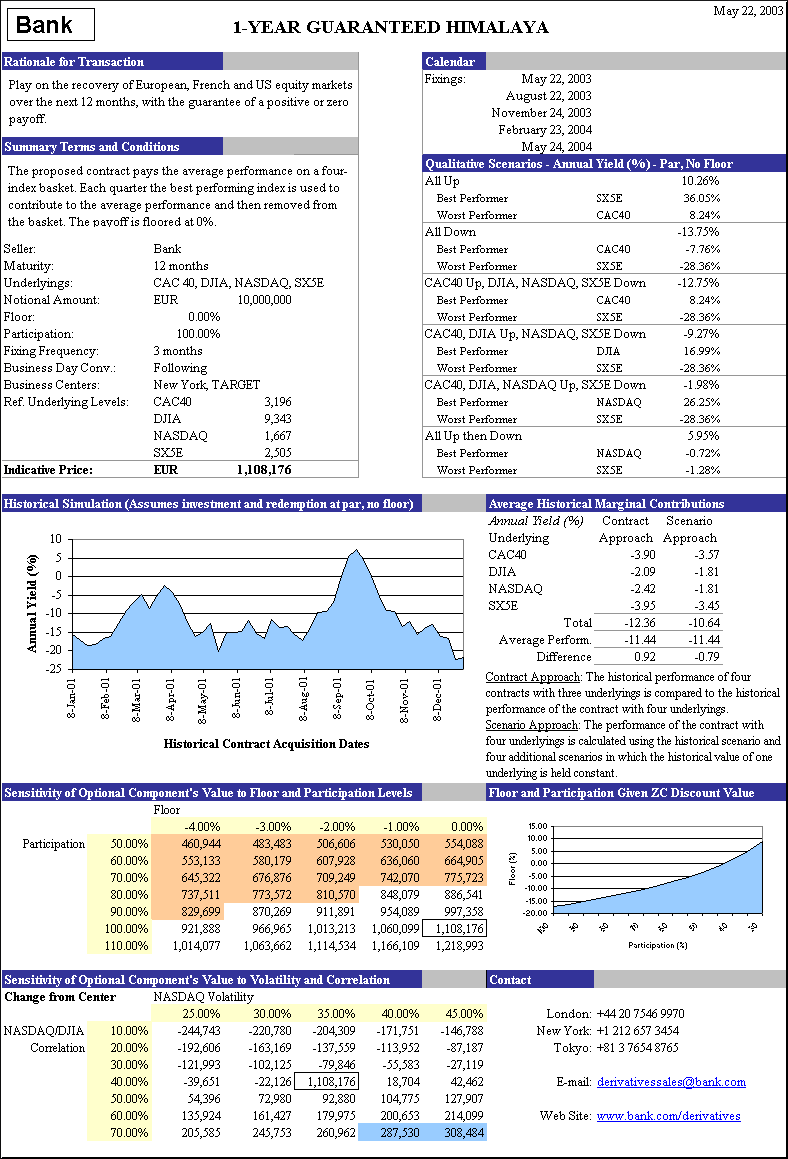 May 22, 2003
Bank
1-YEAR GUARANTEED HIMALAYA
Rationale for Transaction
Play on the recovery of European, French and US equity markets
over the next 12 months, with the guarantee of a positive or zero
payoff.
Summary Terms and Conditions
The proposed contract pays the average performance on a four-
index basket. Each quarter the best performing index is used to
contribute to the average performance and then removed from
the basket. The payoff is floored at 0%.
Seller: Bank
Maturity: 12 months
Underlyings: CAC 40, DJIA, NASDAQ, SX5E
Notional Amount: EUR 10,000,000
Floor: 0.00%
Participation: 100.00%
Fixing Frequency: 3 months
Business Day Conv.: Following
Business Centers: New York, TARGET
Ref. Underlying Levels: CAC40 3,196
DJIA 9,343
NASDAQ 1,667
SX5E 2,505
Indicative Price: EUR 1,108,176
Calendar
Fixings: May 22, 2003
August 22, 2003
November 24, 2003
February 23, 2004
May 24, 2004
Qualitative Scenarios - Annual Yield (%) - Par, No Floor
All Up 10.26%
Best Performer SX5E 36.05%
Worst Performer CAC40 8.24%
All Down -13.75%
Best Performer CAC40 -7.76%
Worst Performer SX5E -28.36%
CAC40 Up, DJIA, NASDAQ, SX5E Down -12.75%
Best Performer CAC40 8.24%
Worst Performer SX5E -28.36%
CAC40, DJIA Up, NASDAQ, SX5E Down -9.27%
Best Performer DJIA 16.99%
Worst Performer SX5E -28.36%
CAC40, DJIA, NASDAQ Up, SX5E Down -1.98%
Best Performer NASDAQ 26.25%
Worst Performer SX5E -28.36%
All Up then Down 5.95%
Best Performer NASDAQ -0.72%
Worst Performer SX5E -1.28%
Historical Simulation (Assumes investment and redemption at par, no floor)
Annual Yield (%)
10
5
0
-5
-10
-15
-20
-25
8-Jan-01 8-Feb-01 8-Mar-01 8-Apr-01 8-May-01 8-Jun-01 8-Jul-01 8-Aug-01 8-Sep-01 8-Oct-01 8-Nov-01 8-Dec-01
Historical Contract Acquisition Dates
Average Historical Marginal Contributions
Annual Yield (%) Contract Scenario
Underlying Approach Approach
CAC40 -3.90 -3.57
DJIA -2.09 -1.81
NASDAQ -2.42 -1.81
SX5E -3.95 -3.45
Total -12.36 -10.64
Average Perform. -11.44 -11.44
Difference 0.92 -0.79
Contract Approach: The historical performance of four
contracts with three underlyings is compared to the historical
performance of the contract with four underlyings.
Scenario Approach: The performance of the contract with
four underlyings is calculated using the historical scenario and
four additional scenarios in which the historical value of one
underlying is held constant.
Sensitivity of Optional Component's Value to Floor and Participation Levels
Floor
-4.00% -3.00% -2.00% -1.00% 0.00%
Participation 50.00% 460,944 483,483 506,606 530,050 554,088
60.00% 553,133 580,179 607,928 636,060 664,905
70.00% 645,322 676,876 709,249 742,070 775,723
80.00% 737,511 773,572 810,570 848,079 886,541
90.00% 829,699 870,269 911,891 954,089 997,358
100.00% 921,888 966,965 1,013,213 1,060,099 1,108,176
110.00% 1,014,077 1,063,662 1,114,534 1,166,109 1,218,993
Floor and Participation Given ZC Discount Value
Floor (%)
15.00
10.00
5.00
0.00
-5.00
-10.00
-15.00
-20.00
100 90 80 70 60 50 40 30
Participation (%)
Sensitivity of Optional Component's Value to Volatility and Correlation
Change from Center NASDAQ Volatility
25.00% 30.00% 35.00% 40.00% 45.00%
NASDAQ/DJIA 10.00% -244,743 -220,780 -204,309 -171,751 -146,788
Correlation 20.00% -192,606 -163,169 -137,559 -113,952 -87,187
30.00% -121,993 -102,125 -79,846 -55,583 -27,119
40.00% -39,651 -22,126 1,108,176 18,704 42,462
50.00% 54,396 72,980 92,880 104,775 127,907
60.00% 135,924 161,427 179,975 200,653 214,099
70.00% 205,585 245,753 260,962 287,530 308,484
Contact
London: +44 20 7546 9970
New York: +1 212 657 3454
Tokyo: +81 3 7654 8765
E-mail: derivativessales@bank.com
Web Site: www.bank.com/derivatives